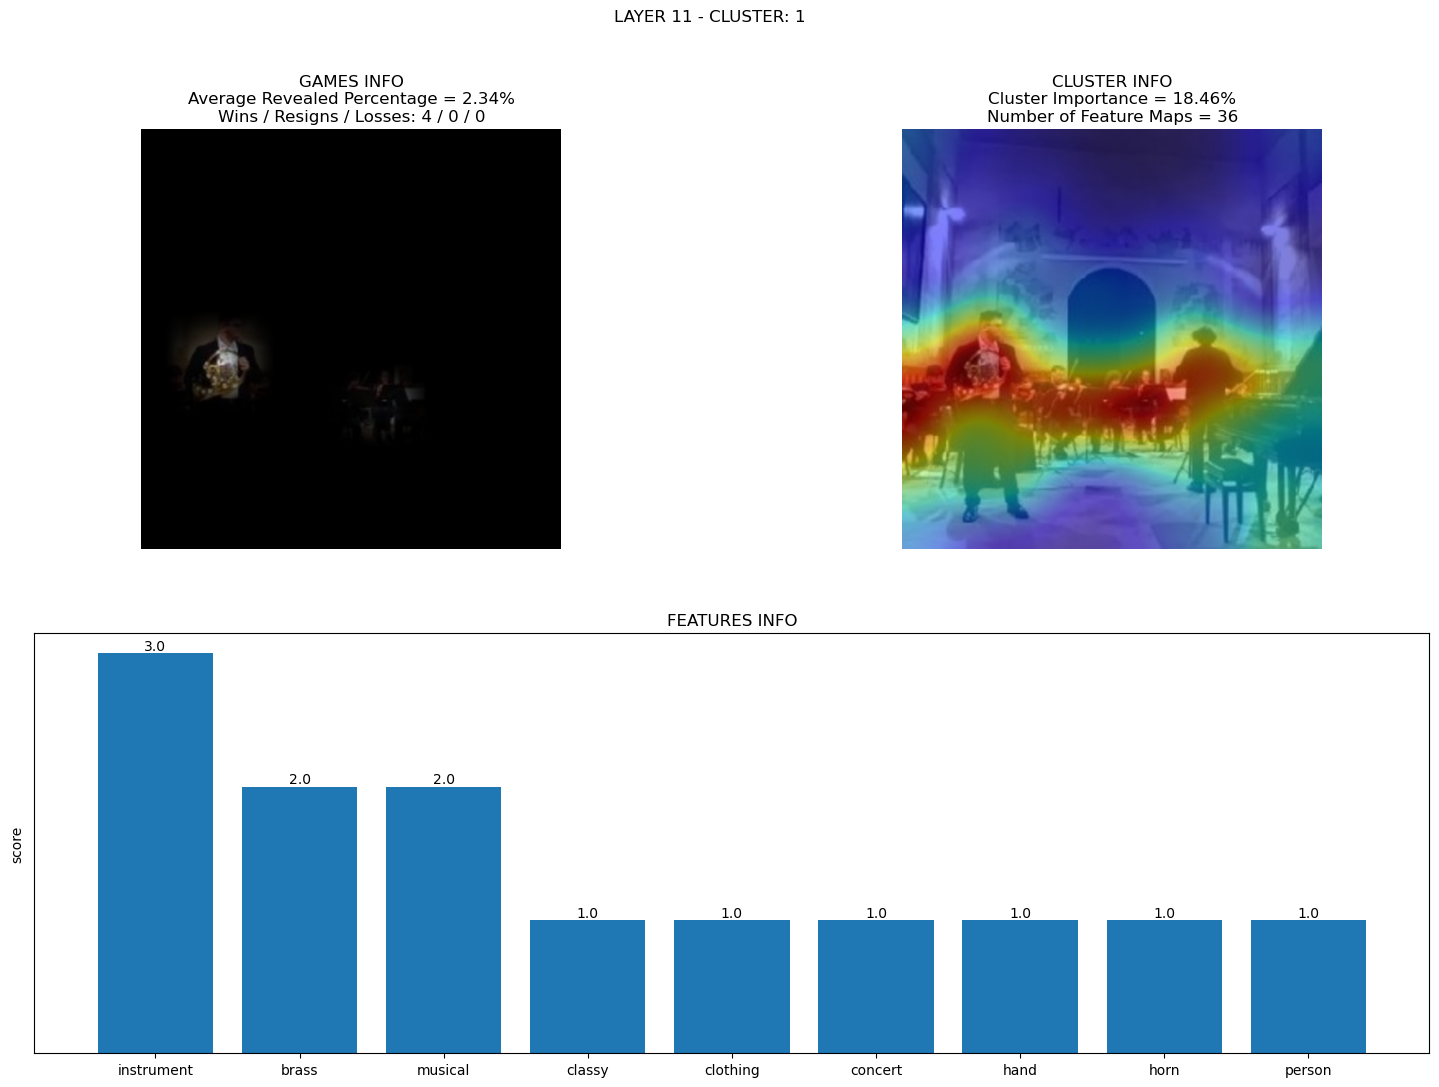 LAYER 11 - CLUSTER: 1
GAMES INFO
Average Revealed Percentage = 2.34%
Wins / Resigns / Losses: 4 / 0 / 0
CLUSTER INFO
Cluster Importance = 18.46%
Number of Feature Maps = 36
FEATURES INFO
score
3.0
2.0
2.0
1.0
1.0
1.0
1.0
1.0
1.0
instrument
brass
musical
classy
clothing
concert
hand
horn
person